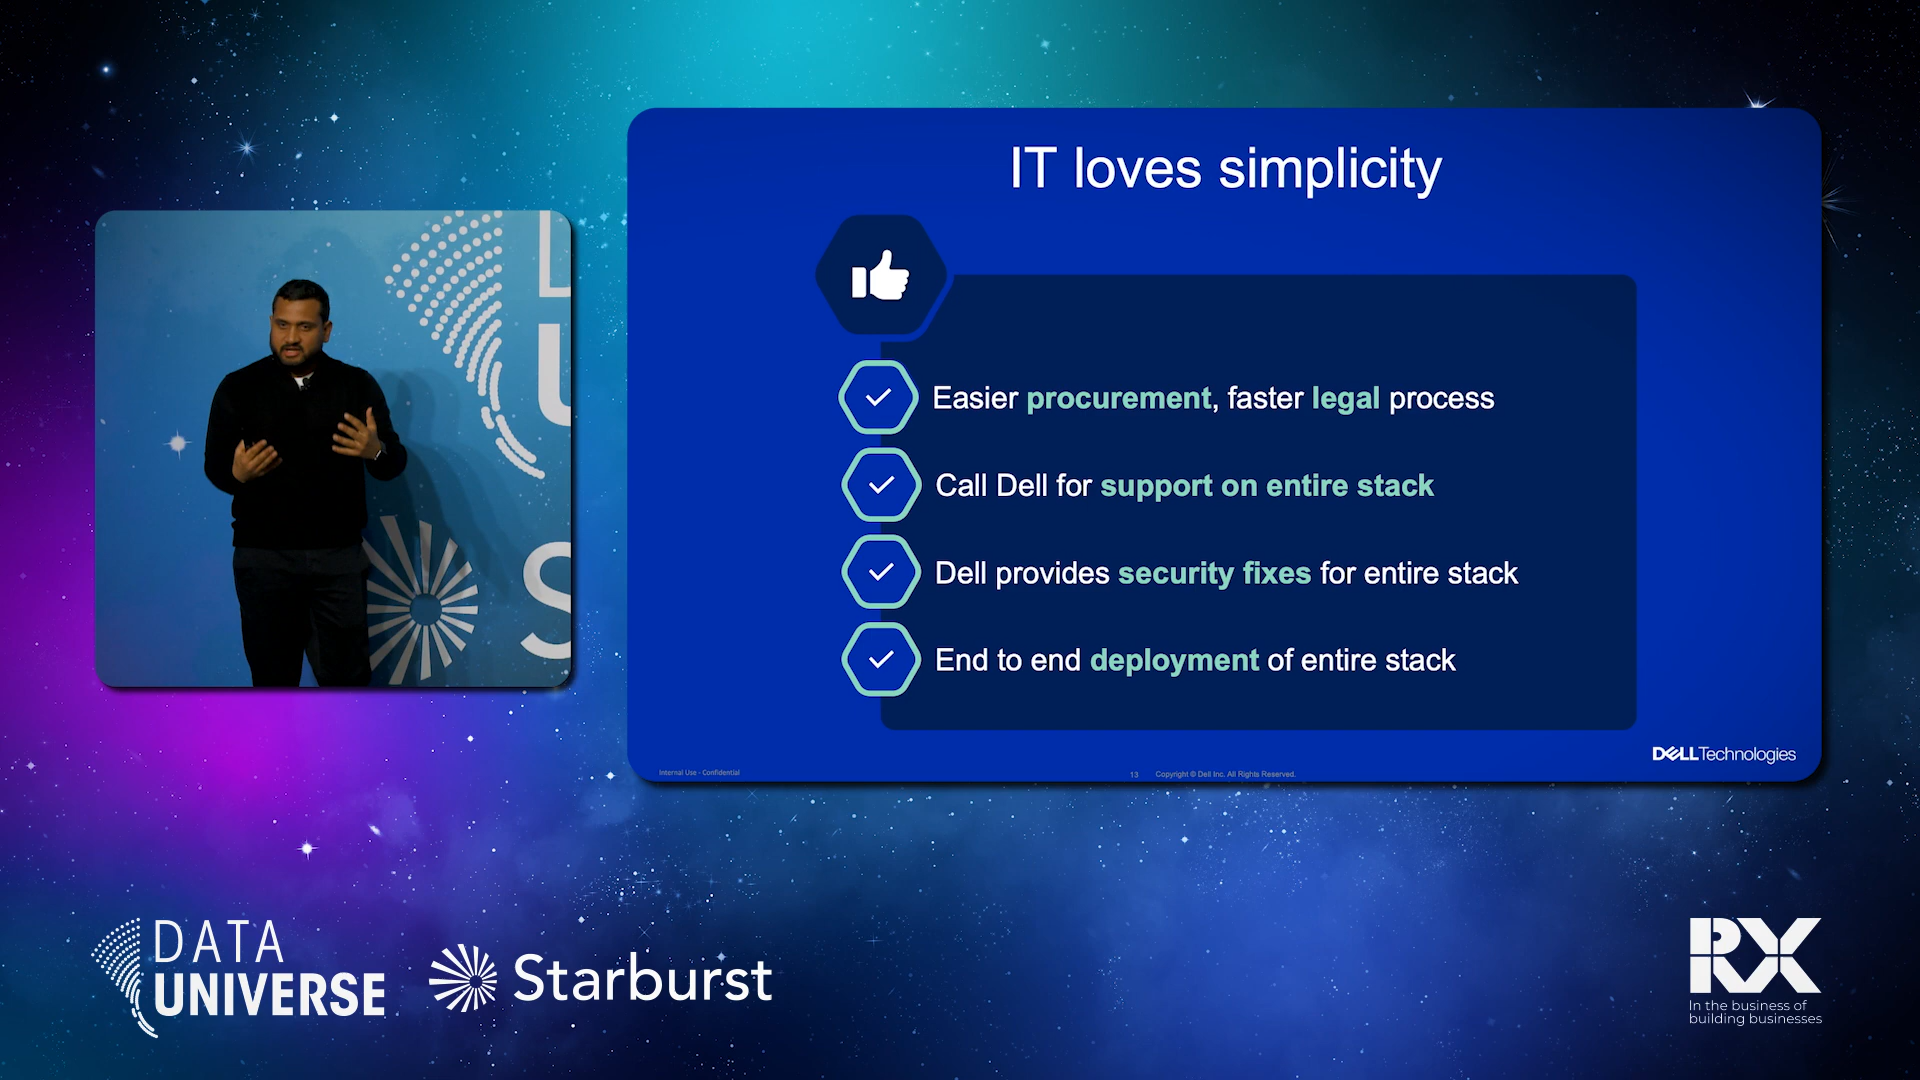 IT loves simplicity
Easier procurement, faster legal process
Call Dell for support on entire stack
Dell provides security fixes for entire stack
End to end deployment of entire stack
DELLTechnologies
Internal Use - Confidential
13 Copyright © Dell Inc. All Rights Reserved.
DATA
UNIVERSE
Starburst
RX
In the business of
building businesses